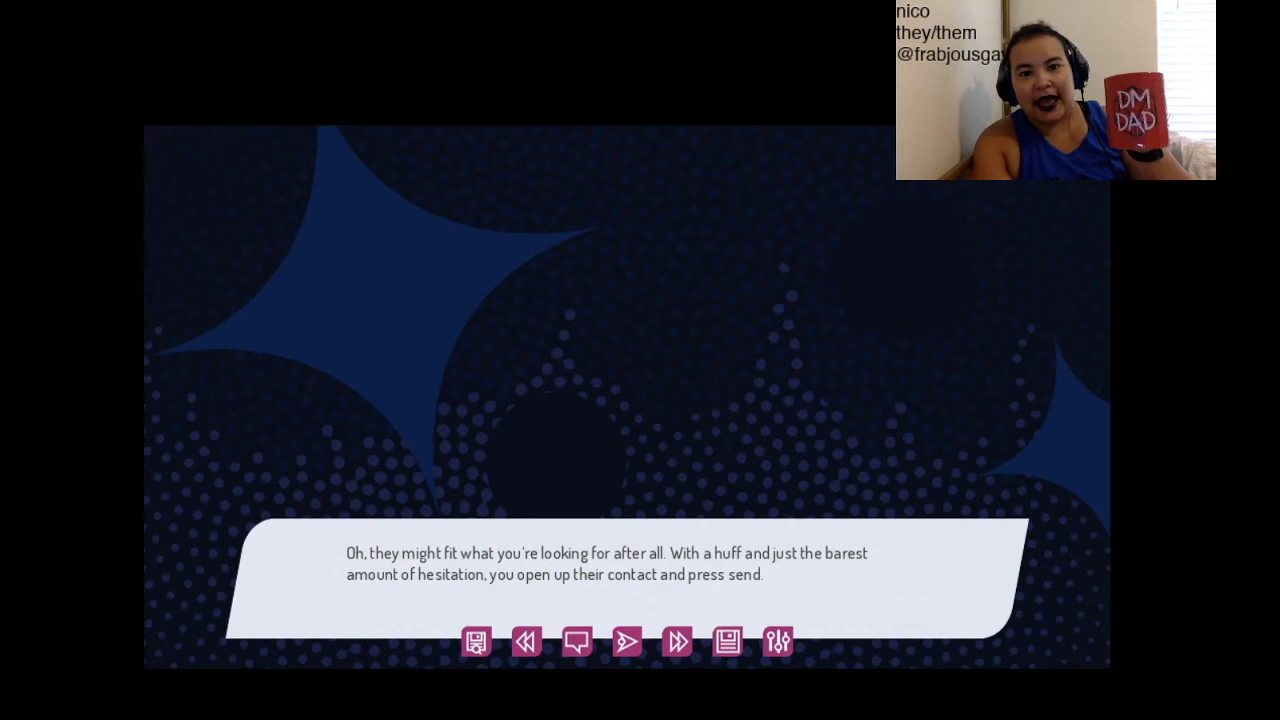 nico
they/them
@frabjousga
DM
DAD
Oh, they might fit what you're looking for after all. With a huff and just the barest
amount of hesitation, you open up their contact and press send.